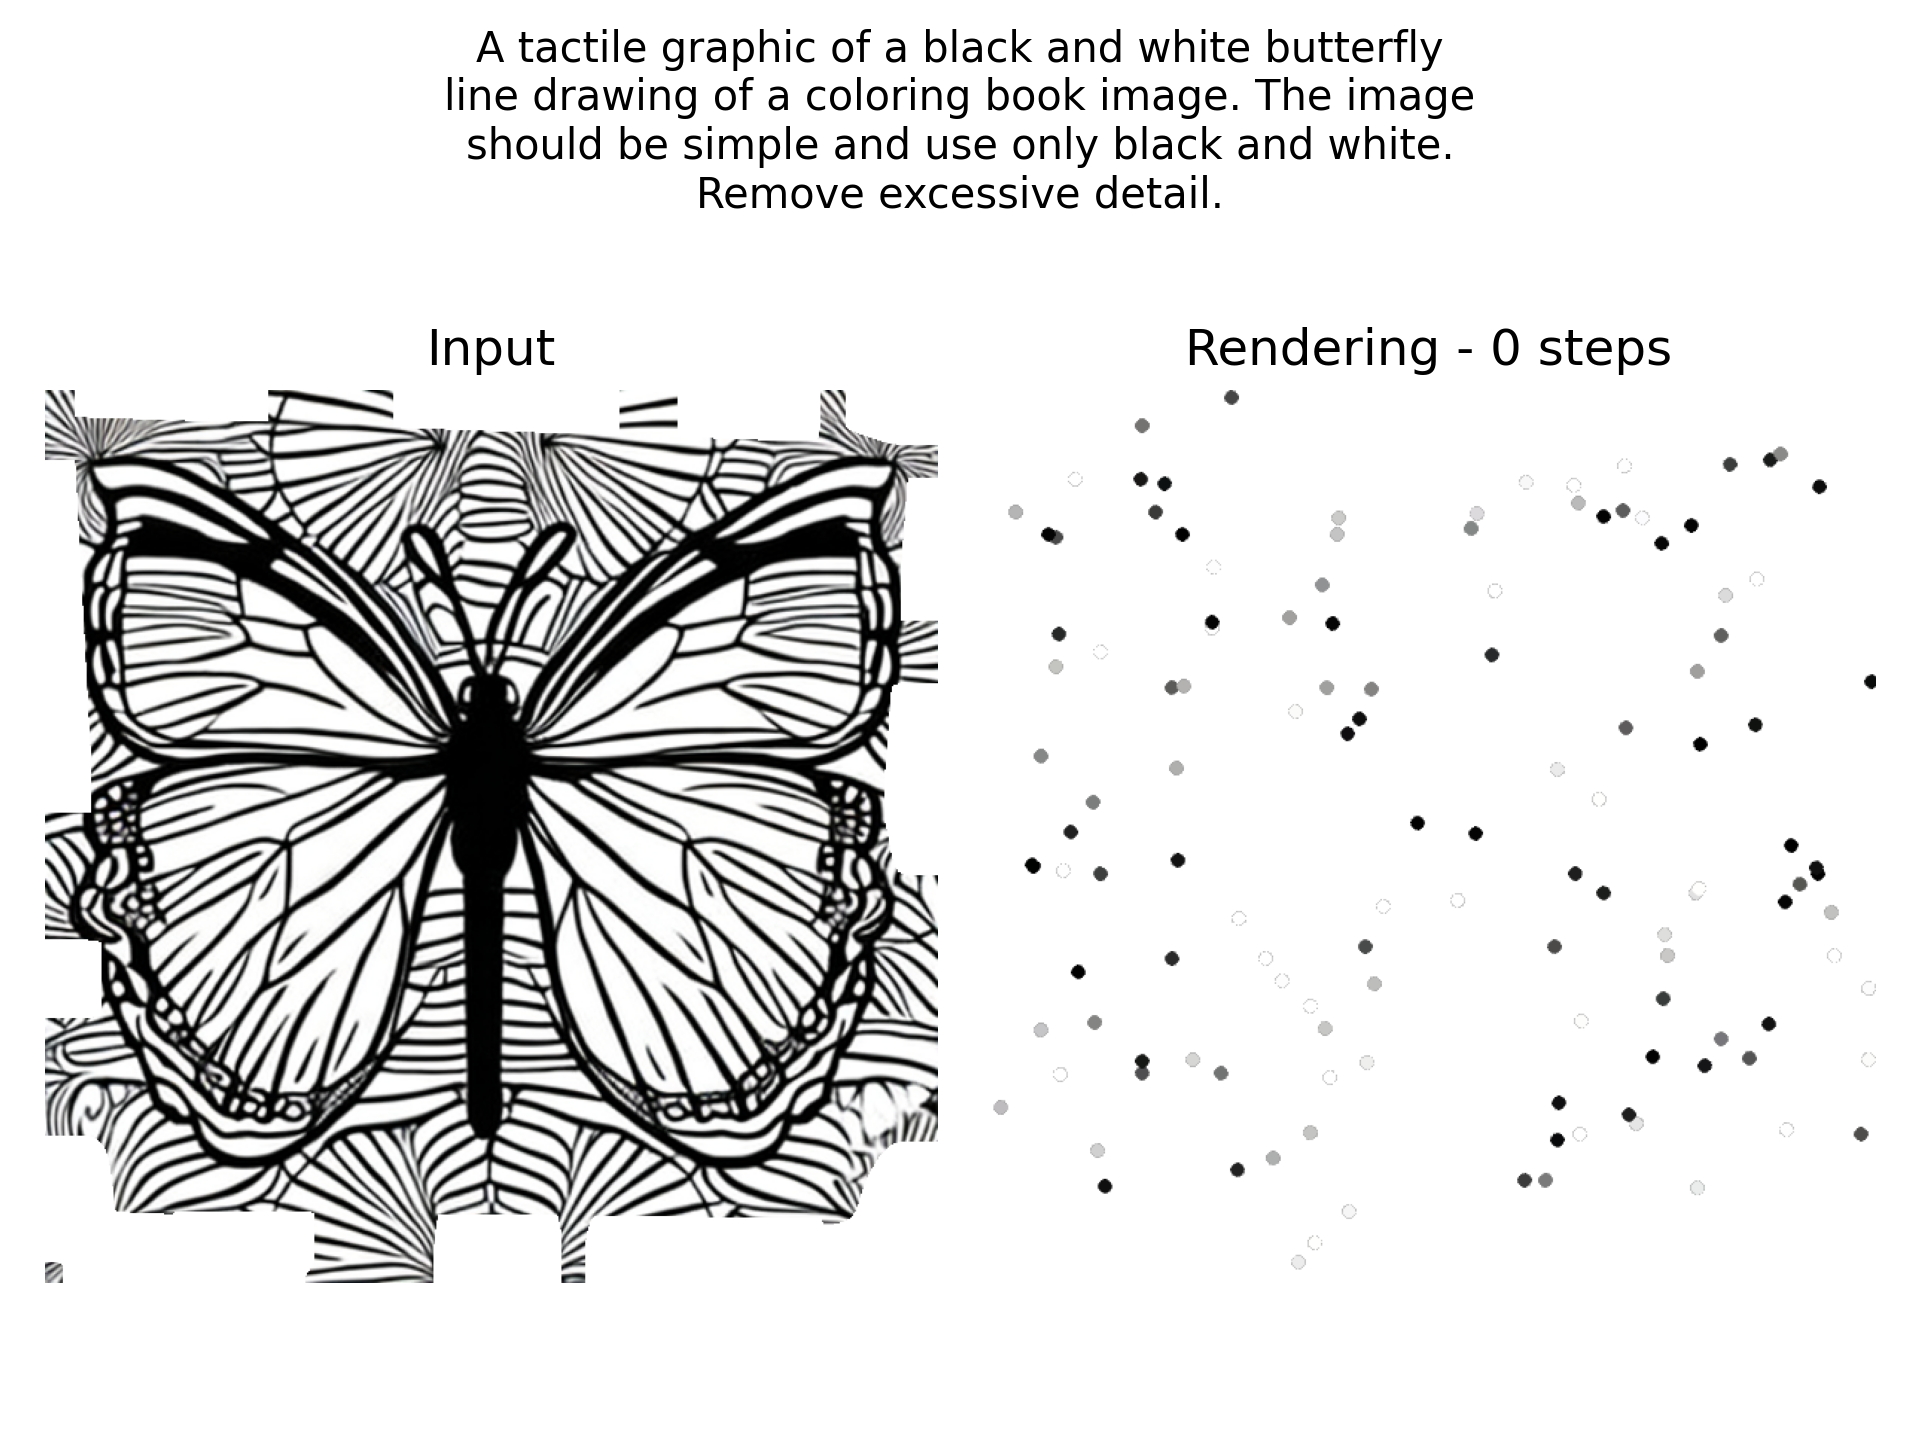 A tactile graphic of a black and white butterfly
line drawing of a coloring book image. The image
should be simple and use only black and white.
Remove excessive detail.
Input
Rendering - 0 steps